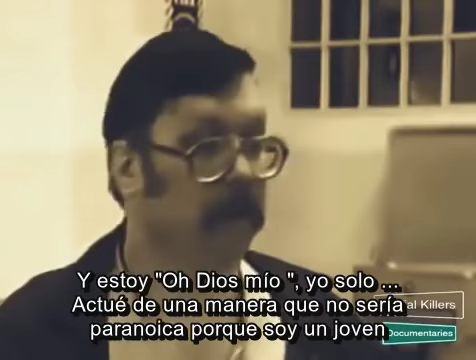 Y estoy "Oh Dios mío ", yo solo ...
Actué de una manera que no sería
al Killers
paranoica porque soy un joven
Documentaries